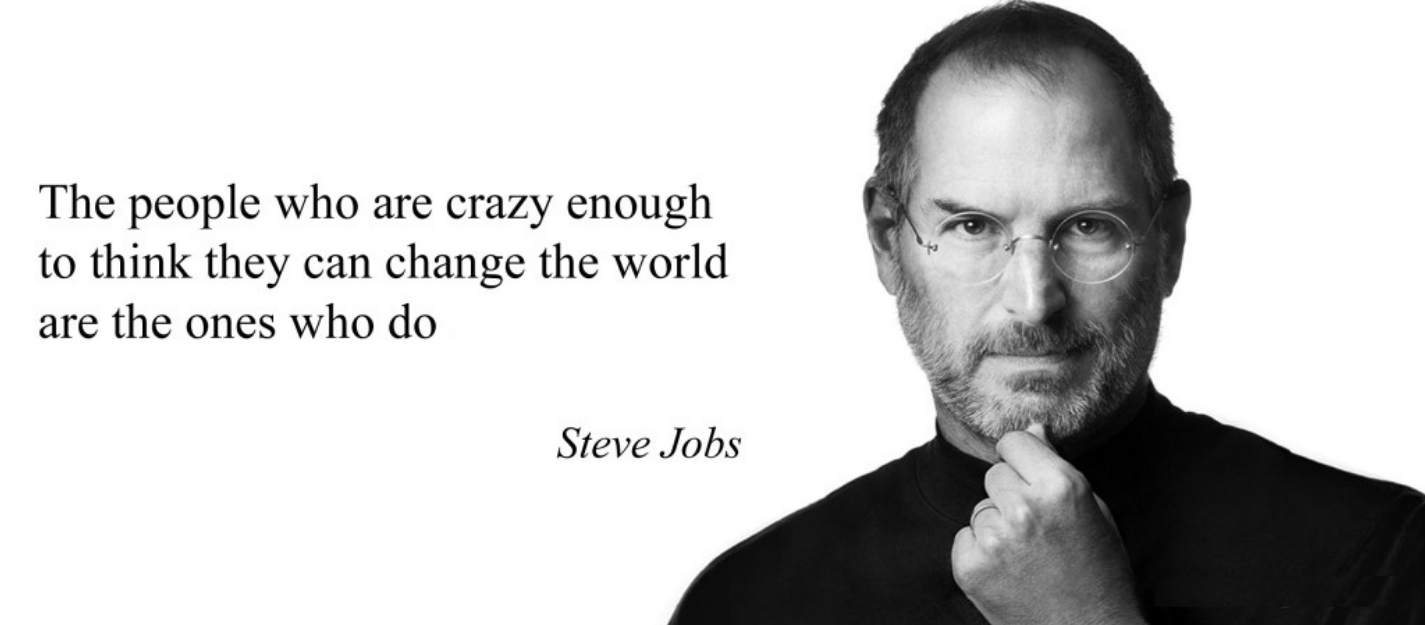 The people who are crazy enough
to think they can change the world
are the ones who do
Steve Jobs